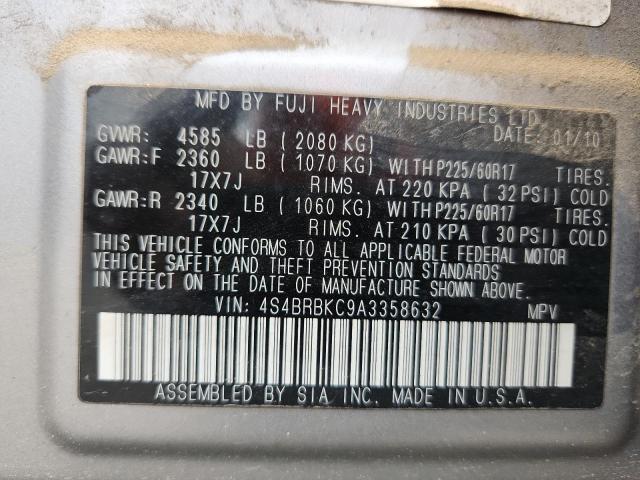 MFD BY FUJI HEAVY INDUSTRIES LTD.
DATE: 01/10
GVWR: 4585 LB ( 2080 KG)
GAWR:F 2360 LB ( 1070 KG) WITH P225/60R17 TIRES.
17X7J RIMS. AT 220 KPA ( 32 PSI) COLD
GAWR:R 2340 LB ( 1060 KG) WITH P225/60R17 TIRES.
17X7J RIMS. AT 210 KPA ( 30 PSI) COLD
THIS VEHICLE CONFORMS TO ALL APPLICABLE FEDERAL MOTOR
VEHICLE SAFETY AND THEFT PREVENTION STANDARDS
IN EFFECT ON THE DATE OF MANUFACTURE SHOWN ABOVE.
VIN: 4S4BRBKC9A3358632 MPV
ASSEMBLED BY SIA INC. MADE IN U.S.A.